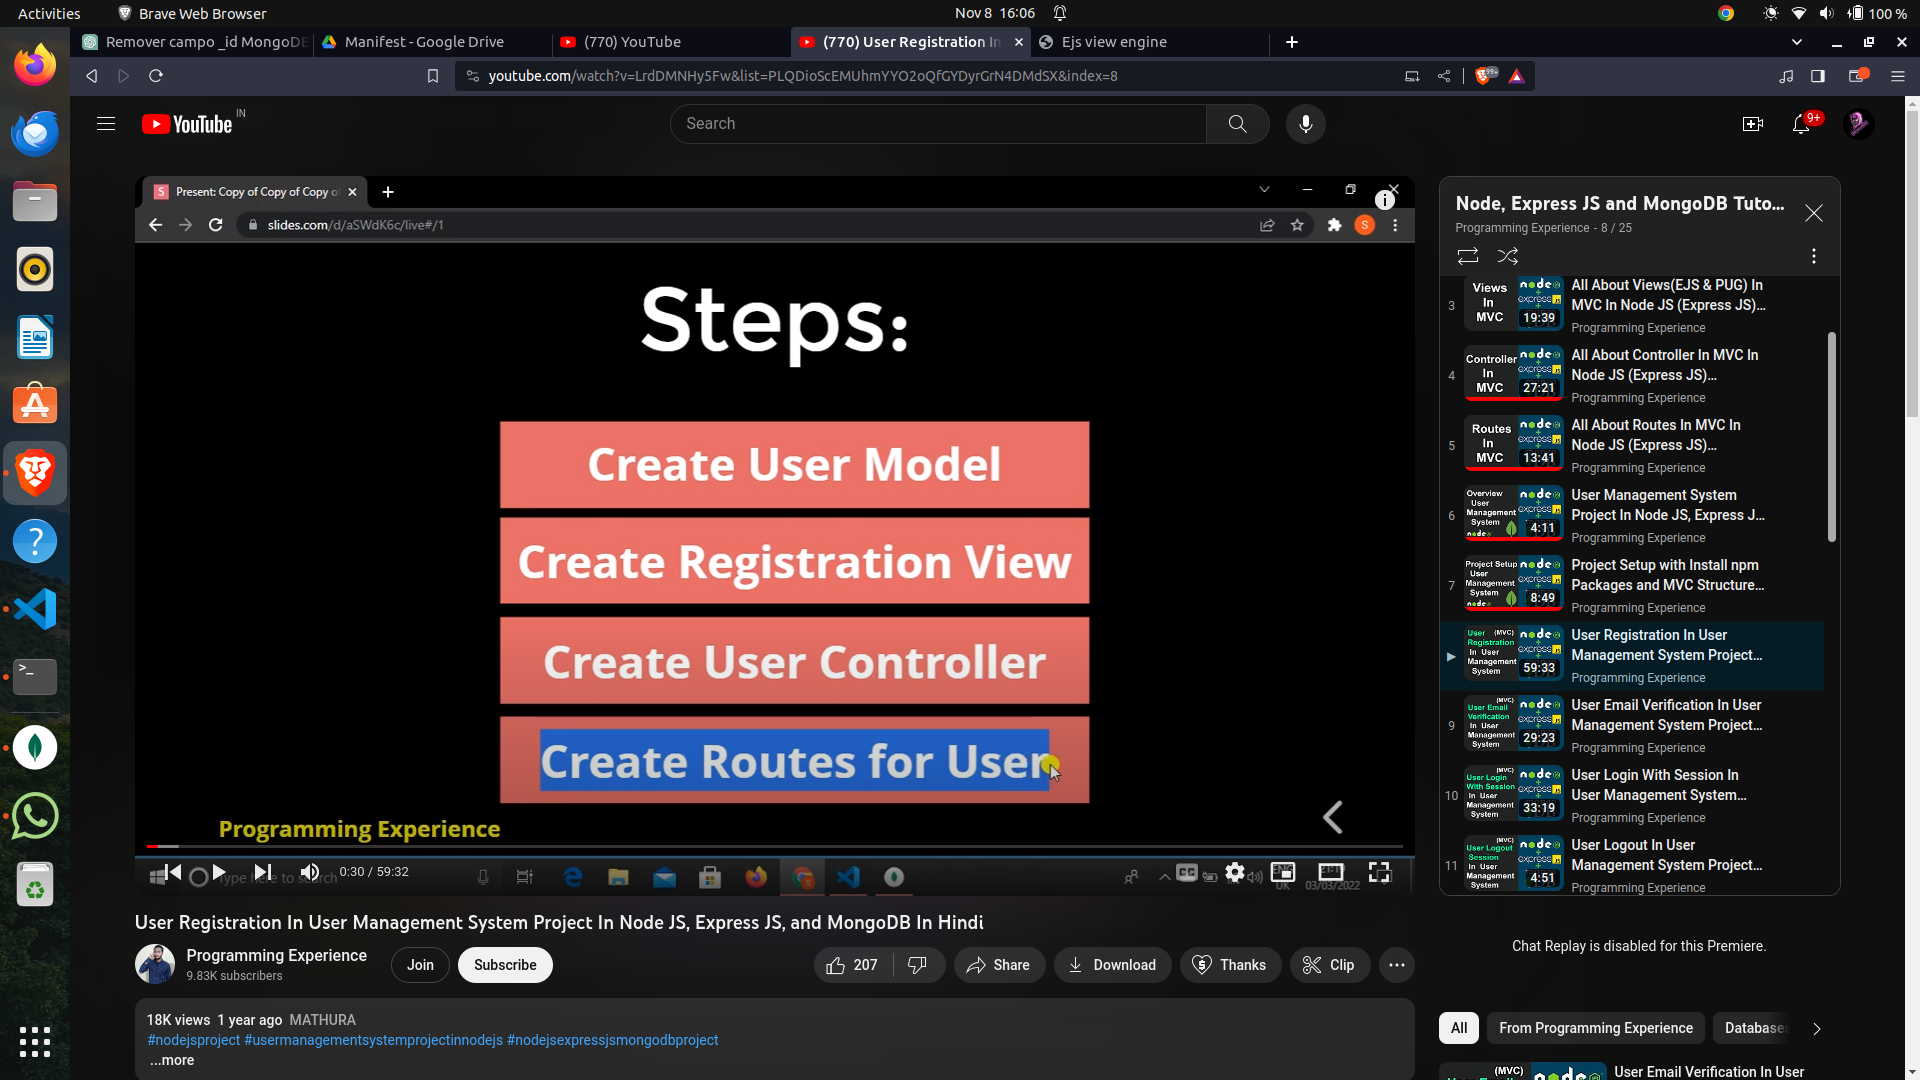 Activities
Brave Web Browser
Nov 8 16:06
100 %
Remover campo _id MongoDB
Manifest - Google Drive
(770) YouTube
(770) User Registration In
Ejs view engine
youtube.com/watch?v=LrdDMNHy5Fw&list=PLQDioScEMUhmYYO2oQfGYDyrGrN4DMdSX&index=8
99+
YouTube IN
Search
9+
Present: Copy of Copy of Copy o
slides.com/d/aSWdK6c/live#/1
S
Steps:
Create User Model
Create Registration View
Create User Controller
Create Routes for User
Programming Experience
Type here to search
0:30 / 59:32
CC
03/03/2022
User Registration In User Management System Project In Node JS, Express JS, and MongoDB In Hindi
Programming Experience
9.83K subscribers
Join
Subscribe
207
Share
Download
Thanks
Clip
18K views 1 year ago MATHURA
#nodejsproject #usermanagementsystemprojectinnodejs #nodejsexpressjsmongodbproject
...more
Node, Express JS and MongoDB Tuto...
Programming Experience - 8 / 25
3
Views In MVC
19:39
All About Views(EJS & PUG) In
MVC In Node JS (Express JS)...
Programming Experience
4
Controller In MVC
27:21
All About Controller In MVC In
Node JS (Express JS)...
Programming Experience
5
Routes In MVC
13:41
All About Routes In MVC In
Node JS (Express JS)...
Programming Experience
6
Overview User Management System
4:11
User Management System
Project In Node JS, Express J...
Programming Experience
7
Project Setup User Management System
8:49
Project Setup with Install npm
Packages and MVC Structure...
Programming Experience
User (MVC) Registration In User Management System
59:33
User Registration In User
Management System Project...
Programming Experience
9
(MVC) User Email Verification In User Management System
29:23
User Email Verification In User
Management System Project...
Programming Experience
10
(MVC) User Login With Session In User Management System
33:19
User Login With Session In
User Management System...
Programming Experience
11
(MVC) User Logout Session In User Management System
4:51
User Logout In User
Management System Project...
Programming Experience
Chat Replay is disabled for this Premiere.
All
From Programming Experience
Databases
(MVC)
User Email Verification In User